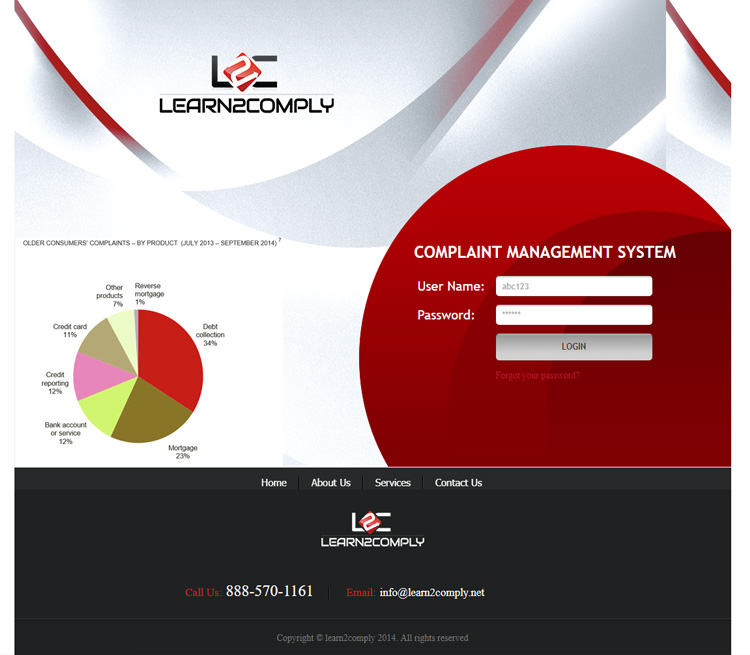 L2C
LEARN2COMPLY
OLDER CONSUMERS' COMPLAINTS – BY PRODUCT (JULY 2013 – SEPTEMBER 2014) 7
Other
products
7%
Reverse
mortgage
1%
Credit card
11%
Debt
collection
34%
Credit
reporting
12%
Bank account
or service
12%
Mortgage
23%
COMPLAINT MANAGEMENT SYSTEM
User Name: abc123
Password: ******
LOGIN
Forgot your password?
Home About Us Services Contact Us
L2C
LEARN2COMPLY
Call Us: 888-570-1161 Email: info@learn2comply.net
Copyright © learn2comply 2014. All rights reserved